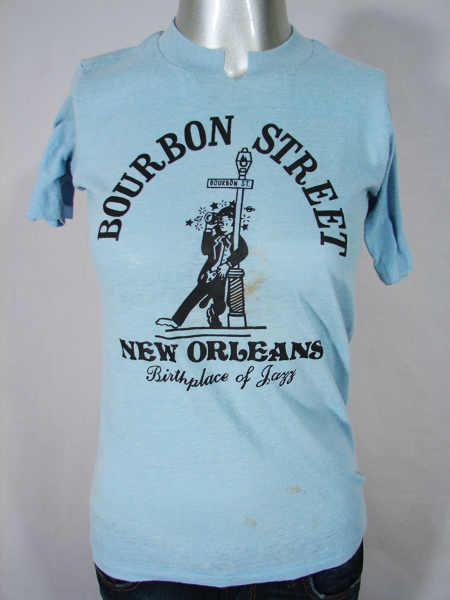 BOURBON STREET
BOURBON ST.
NEW ORLEANS
Birthplace of Jazz